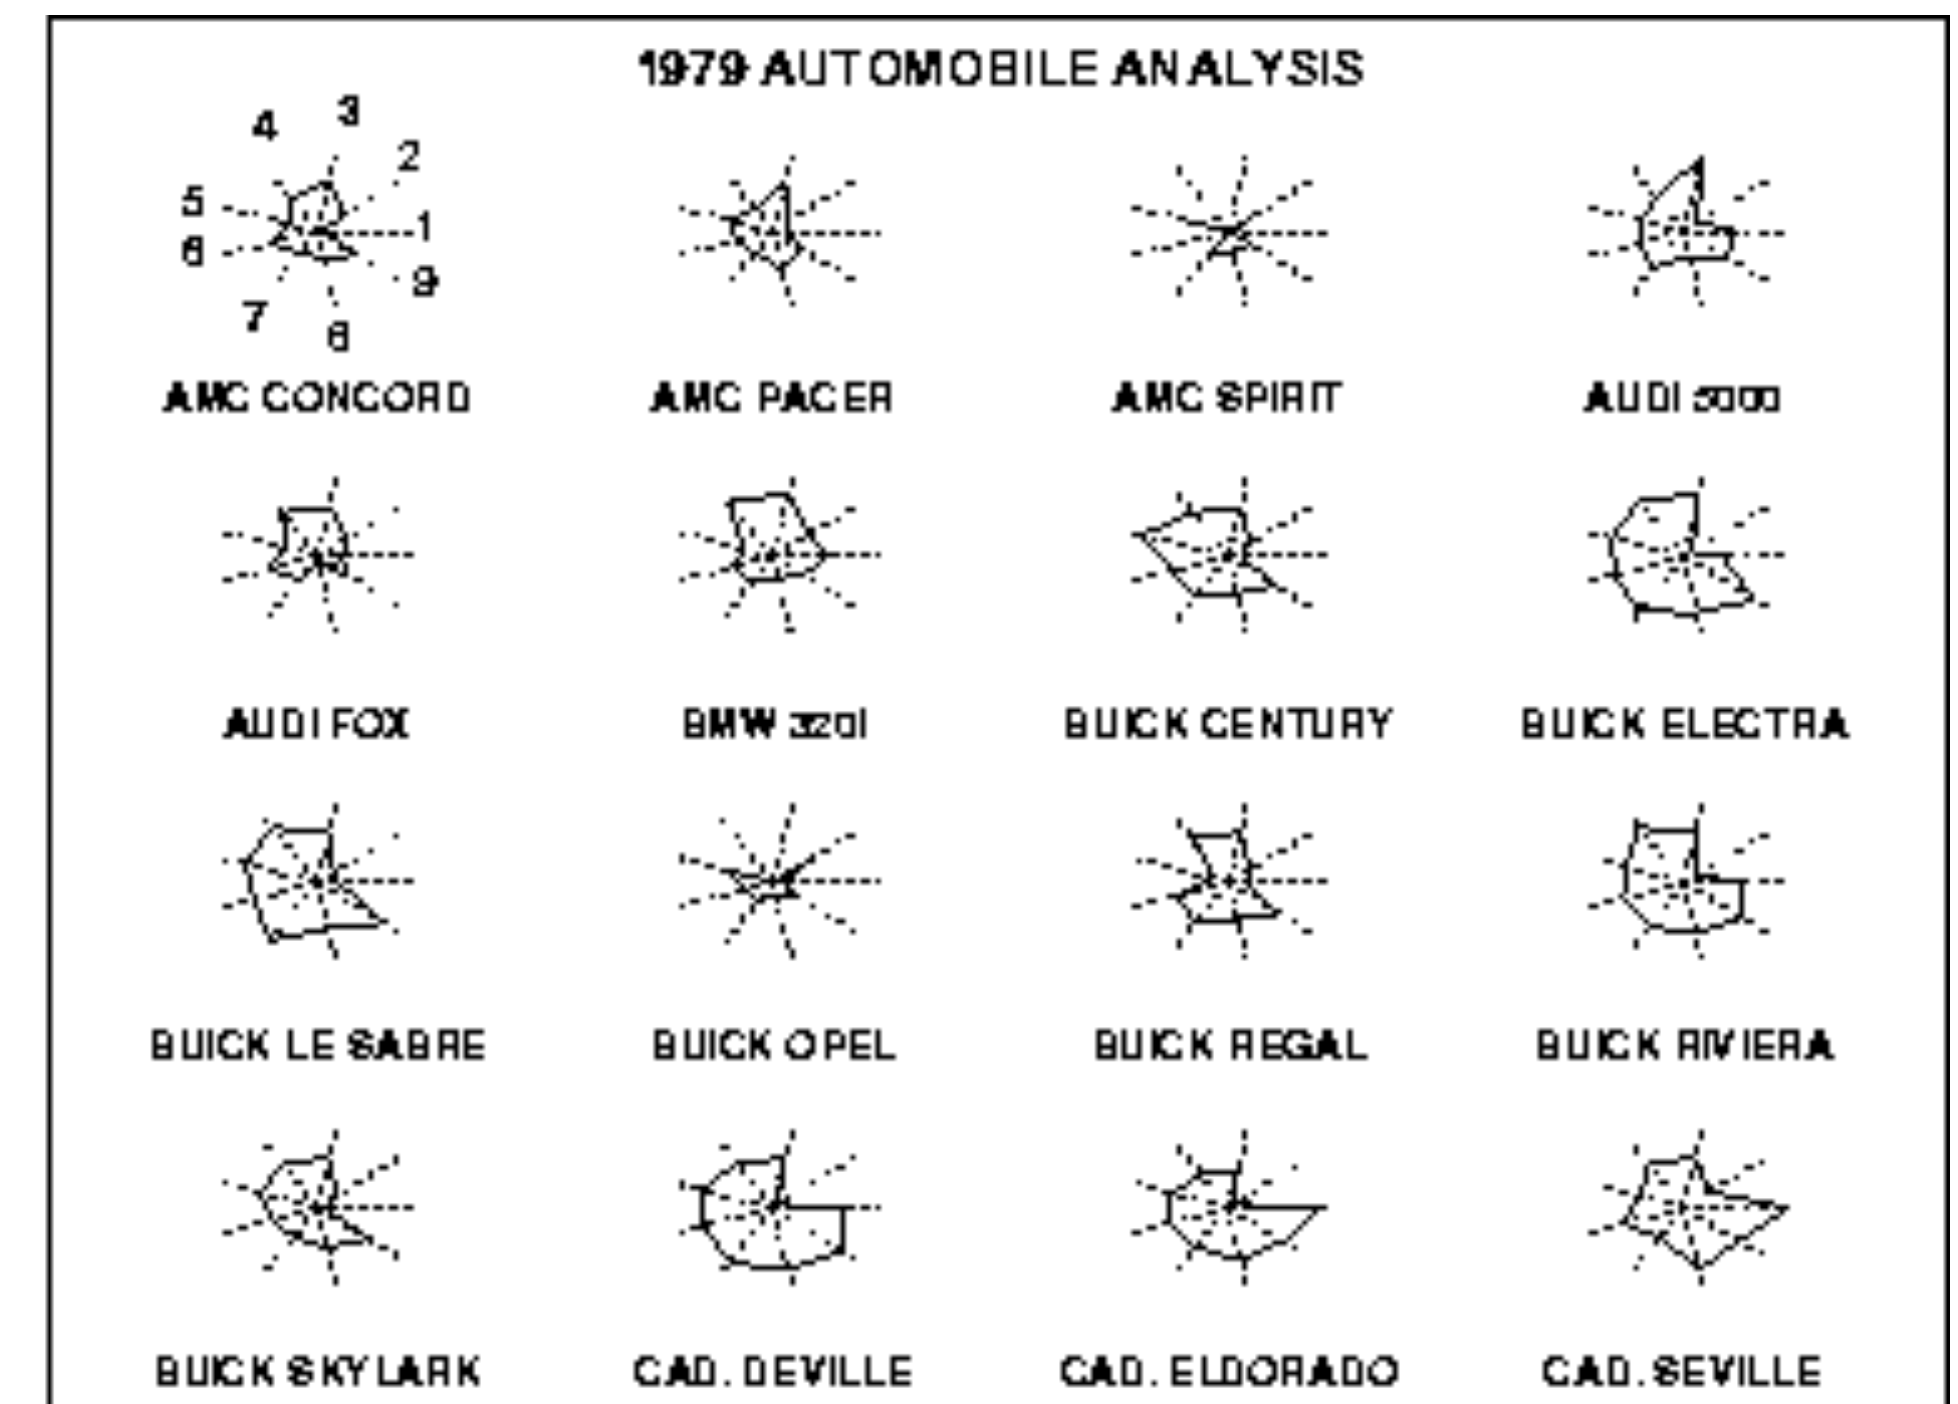 1979 AUTOMOBILE ANALYSIS
4 3 2
5 1
6 9
7 8
AMC CONCORD AMC PACER AMC SPIRIT AUDI 5000
AUDI FOX BMW 320i BUICK CENTURY BUICK ELECTRA
BUICK LE SABRE BUICK OPEL BUICK REGAL BUICK RIVIERA
BUICK SKYLARK CAD. DEVILLE CAD. ELDORADO CAD. SEVILLE